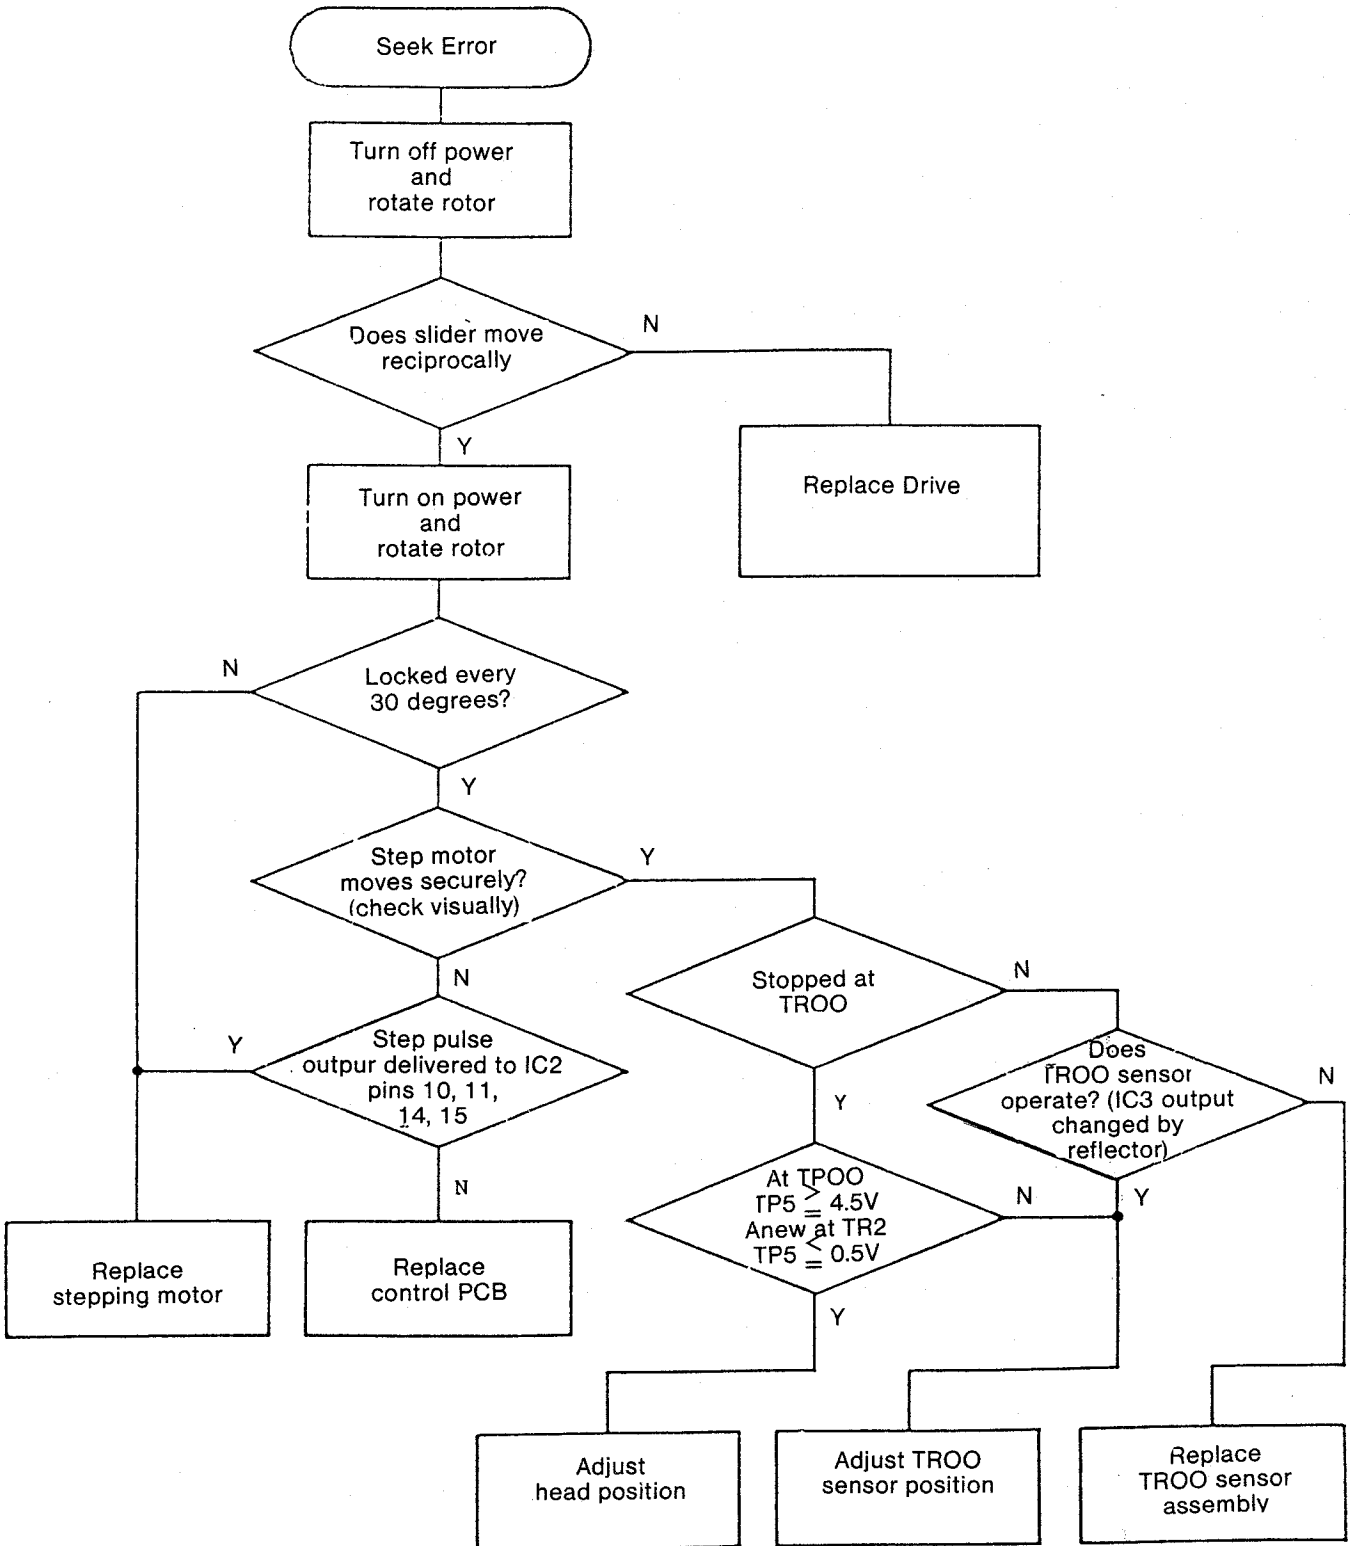 Seek Error
Turn off power
and
rotate rotor
Does slider move
reciprocally
N
Y
Replace Drive
Turn on power
and
rotate rotor
N
Locked every
30 degrees?
Y
Step motor
moves securely?
(check visually)
Y
N
Stopped at
TROO
N
Y
Step pulse
outpur delivered to IC2
pins 10, 11,
14, 15
Y
N
Does
TROO sensor
operate? (IC3 output
changed by
reflector)
N
Y
At TPOO
TP5 ≧ 4.5V
Anew at TR2
TP5 ≦ 0.5V
N
Y
Replace
stepping motor
Replace
control PCB
Adjust
head position
Adjust TROO
sensor position
Replace
TROO sensor
assembly